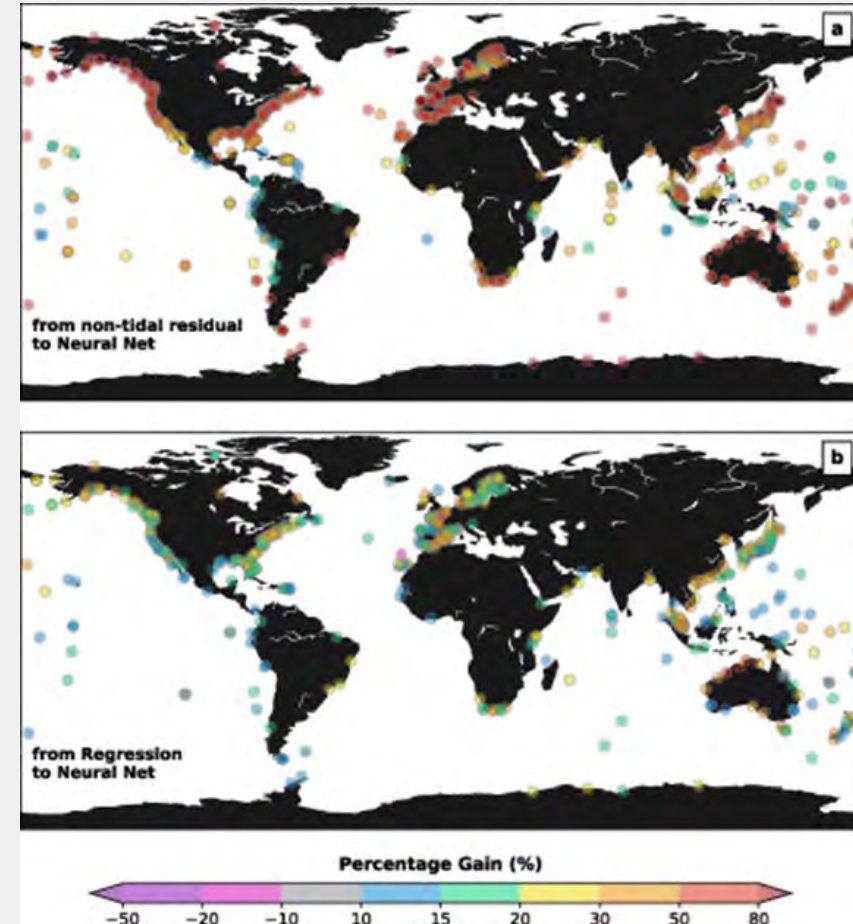 a
from non-tidal residual
to Neural Net
b
from Regression
to Neural Net
Percentage Gain (%)
−50 −20 −10 10 15 20 30 50 80